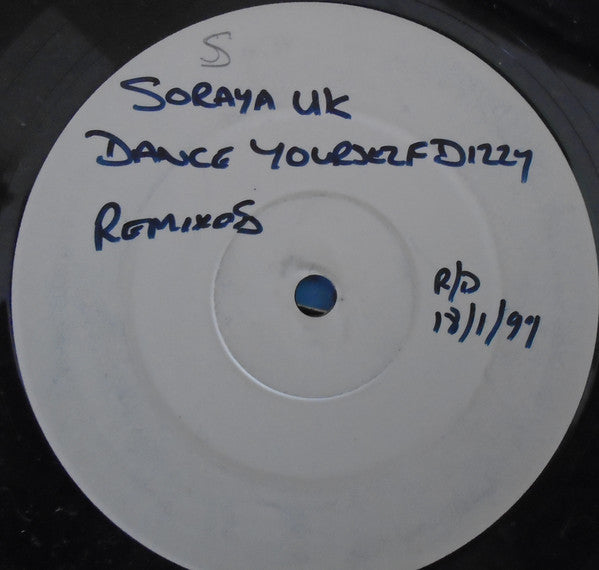 S
SORAYA UK
DANCE YOURSELF DIZZY
REMIXES
R/D
18/1/99